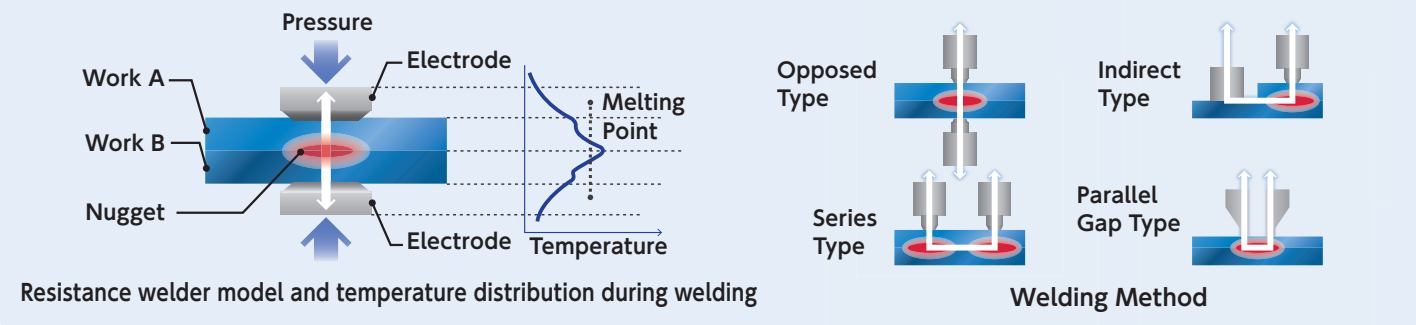 Pressure
Electrode
Work A
Melting
Point
Work B
Nugget
Electrode
Temperature
Resistance welder model and temperature distribution during welding
Opposed
Type
Indirect
Type
Series
Type
Parallel
Gap Type
Welding Method